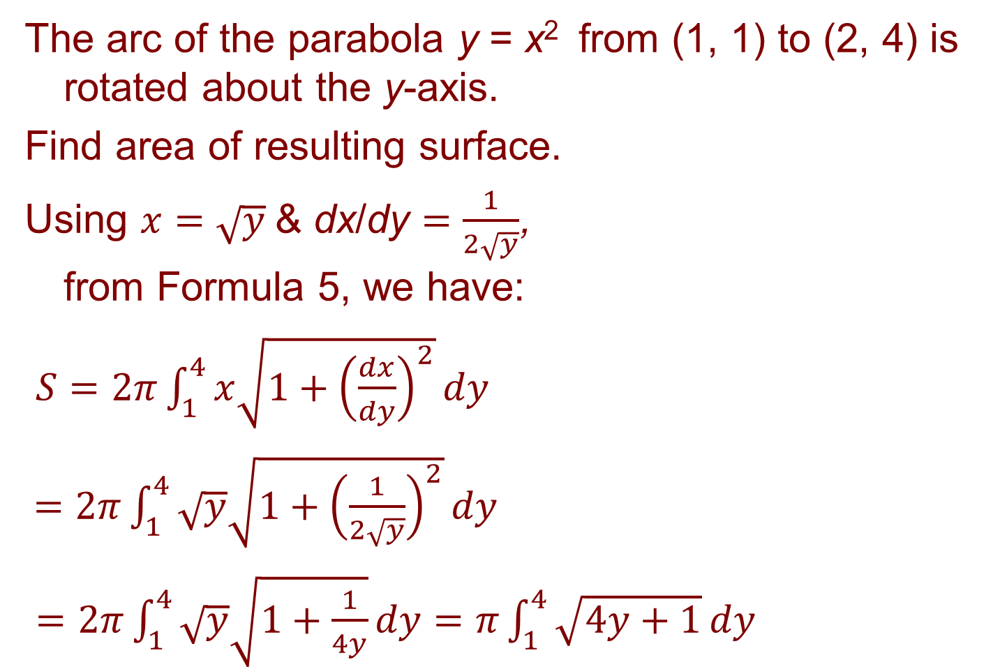 The arc of the parabola y = x² from (1, 1) to (2, 4) is
rotated about the y-axis.
Find area of resulting surface.
Using $x = \sqrt{y}$ & dx/dy = $\frac{1}{2\sqrt{y}}$,
from Formula 5, we have:
$S = 2\pi \int_1^4 x \sqrt{1 + \left(\frac{dx}{dy}\right)^2} \, dy$
$= 2\pi \int_1^4 \sqrt{y} \sqrt{1 + \left(\frac{1}{2\sqrt{y}}\right)^2} \, dy$
$= 2\pi \int_1^4 \sqrt{y} \sqrt{1 + \frac{1}{4y}} \, dy = \pi \int_1^4 \sqrt{4y + 1} \, dy$